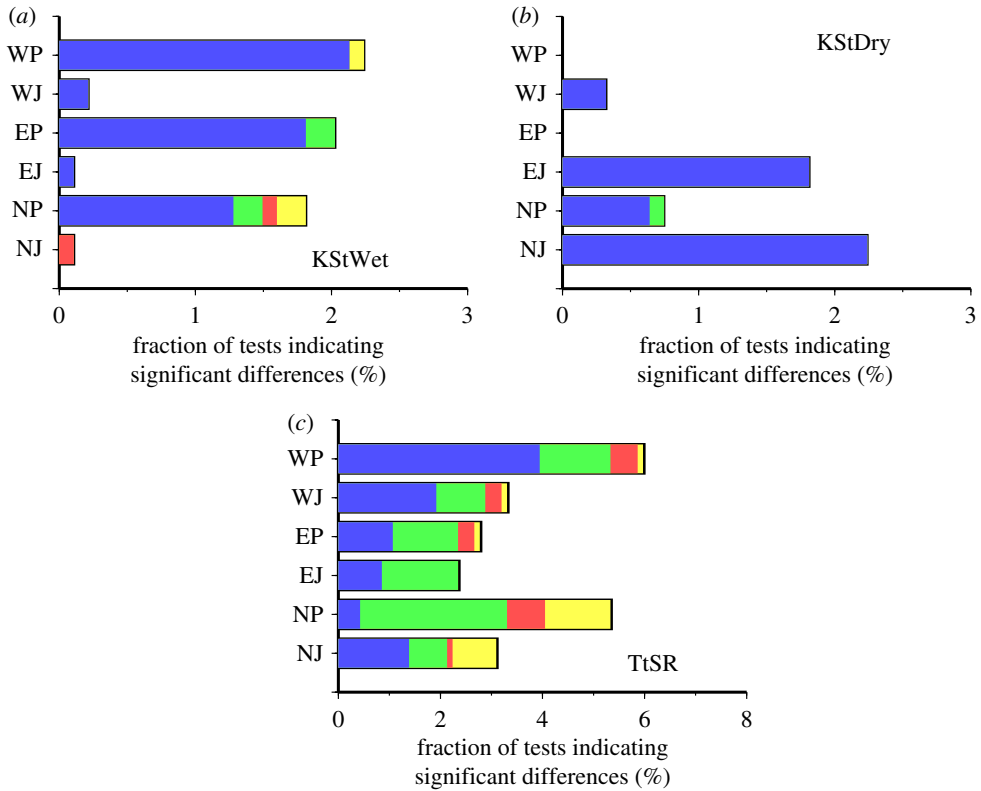 (a)
WP
WJ
EP
EJ
NP
NJ
KStWet
0 1 2 3
fraction of tests indicating
significant differences (%)
(b)
KStDry
WP
WJ
EP
EJ
NP
NJ
0 1 2 3
fraction of tests indicating
significant differences (%)
(c)
WP
WJ
EP
EJ
NP
NJ
TtSR
0 2 4 6 8
fraction of tests indicating
significant differences (%)